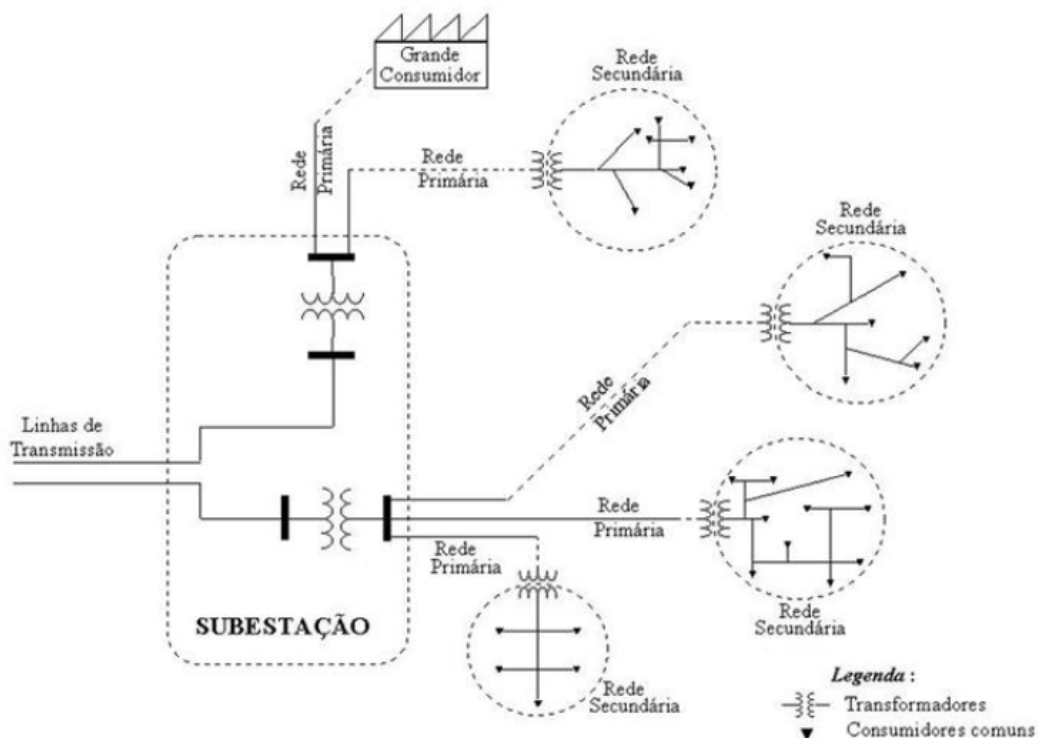 Grande
Consumidor
Rede
Primária
Rede
Primária
Rede
Secundária
Rede
Secundária
Linhas de
Transmissão
Rede
Primária
Rede
Primária
Rede
Primária
Rede
Secundária
SUBESTAÇÃO
Rede
Secundária
Legenda :
Transformadores
Consumidores comuns